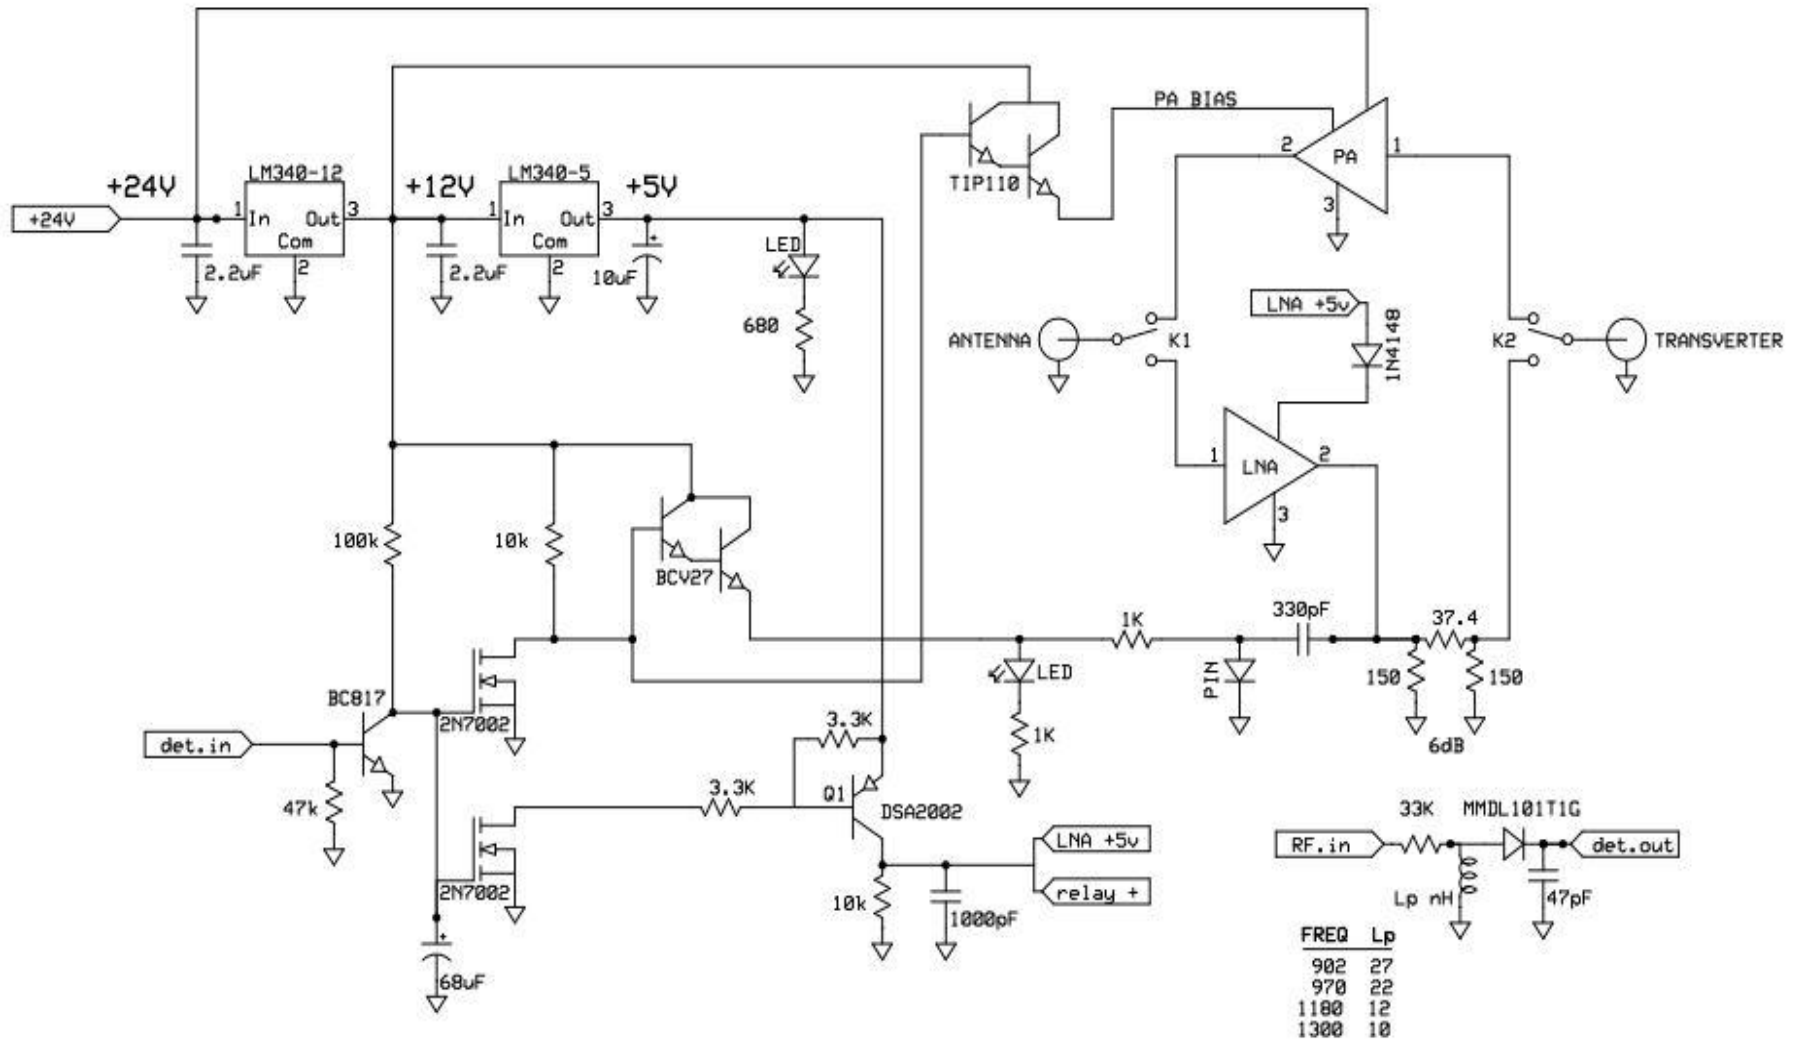 PA BIAS
LM340-12
LM340-5
+24V
+12V
+5V
TIP110
2
PA
1
+24V
1 In Out 3
1 In Out 3
3
Com
Com
LED
2.2uF
2
2.2uF
10uF
2
LNA +5v
680
1N4148
ANTENNA
K1
K2
TRANSVERTER
1
LNA
2
3
100k
10k
BCV27
330pF
1K
37.4
LED
PIN
150
150
BC817
2N7002
3.3K
1K
6dB
det.in
3.3K
Q1
DSA2002
47k
33K MMDL101T1G
LNA +5v
RF.in
det.out
2N7002
10k
relay +
Lp nH
47pF
1000pF
FREQ Lp
68uF
902 27
970 22
1180 12
1300 10